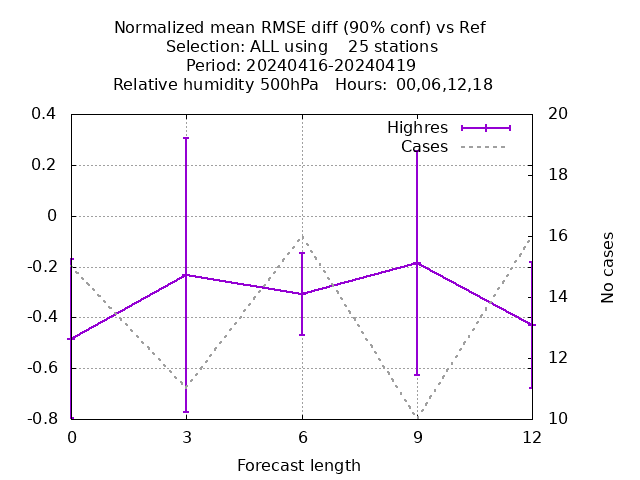 Normalized mean RMSE diff (90% conf) vs Ref
Selection: ALL using    25 stations
Period: 20240416-20240419
Relative humidity 500hPa   Hours: 00,06,12,18
Highres
Cases
0.4
0.2
0
-0.2
-0.4
-0.6
-0.8
20
18
16
14
12
10
No cases
0 3 6 9 12
Forecast length